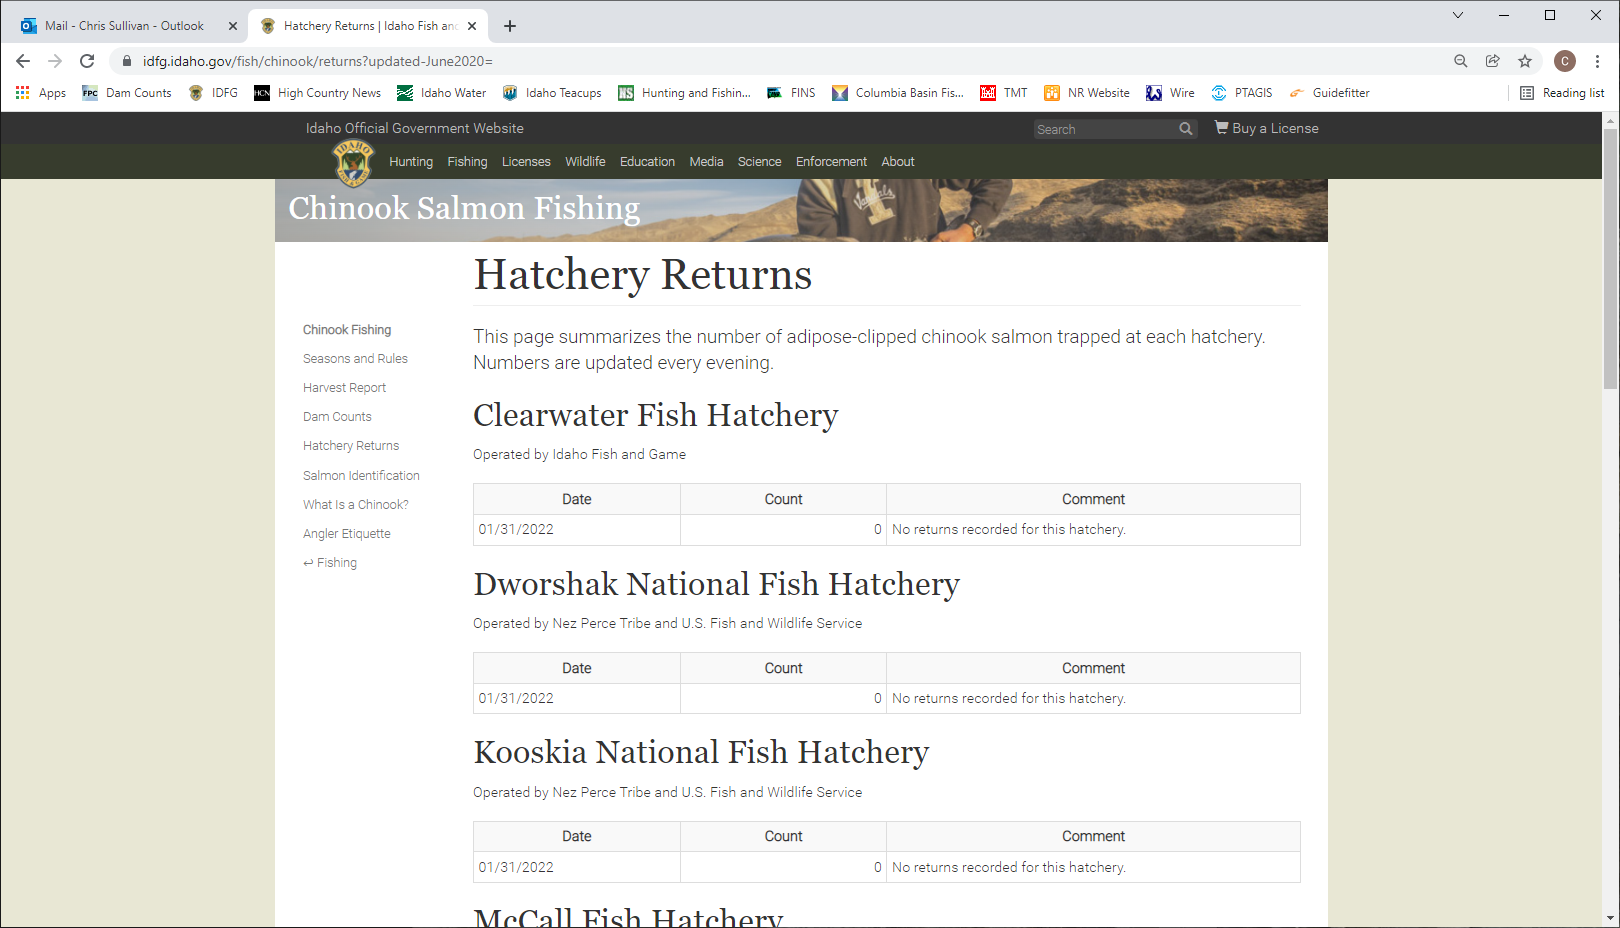 Mail - Chris Sullivan - Outlook
Hatchery Returns | Idaho Fish and
idfg.idaho.gov/fish/chinook/returns?updated-June2020=
C
Apps
FPC Dam Counts
IDFG
HCN High Country News
Idaho Water
Idaho Teacups
Hunting and Fishin...
FINS
Columbia Basin Fis...
TMT
NR Website
Wire
PTAGIS
Guidefitter
Reading list
Idaho Official Government Website
Search
Buy a License
IDAHO
Hunting Fishing Licenses Wildlife Education Media Science Enforcement About
Vandals
Chinook Salmon Fishing
Hatchery Returns
Chinook Fishing
Seasons and Rules
Harvest Report
Dam Counts
Hatchery Returns
Salmon Identification
What Is a Chinook?
Angler Etiquette
↩ Fishing
This page summarizes the number of adipose-clipped chinook salmon trapped at each hatchery.
Numbers are updated every evening.
Clearwater Fish Hatchery
Operated by Idaho Fish and Game
Date Count Comment
01/31/2022 0 No returns recorded for this hatchery.
Dworshak National Fish Hatchery
Operated by Nez Perce Tribe and U.S. Fish and Wildlife Service
Date Count Comment
01/31/2022 0 No returns recorded for this hatchery.
Kooskia National Fish Hatchery
Operated by Nez Perce Tribe and U.S. Fish and Wildlife Service
Date Count Comment
01/31/2022 0 No returns recorded for this hatchery.
McCall Fish Hatchery